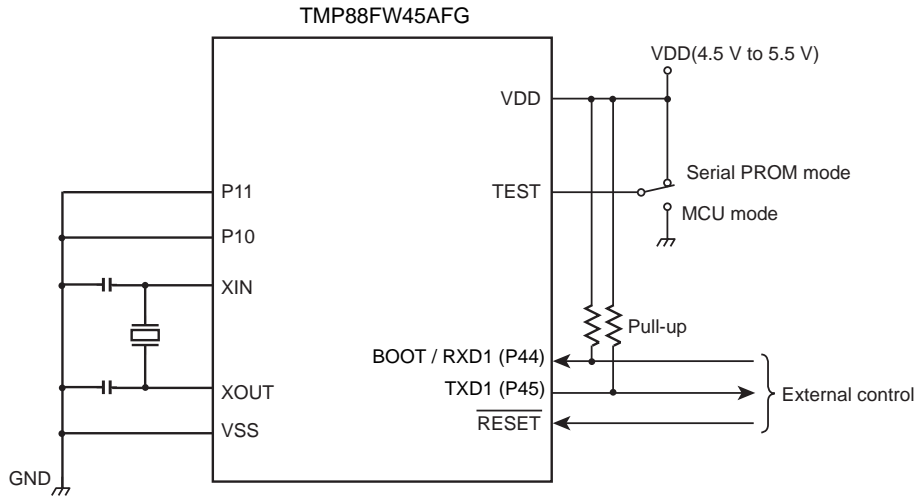 TMP88FW45AFG
VDD(4.5 V to 5.5 V)
VDD
P11
TEST
Serial PROM mode
MCU mode
P10
XIN
Pull-up
BOOT / RXD1 (P44)
XOUT
TXD1 (P45)
External control
RESET
VSS
GND